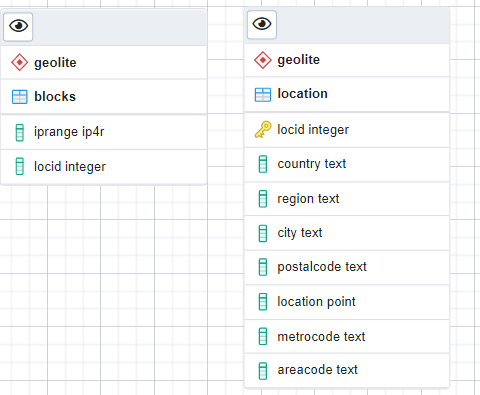 geolite
blocks
iprange ip4r
locid integer
geolite
location
locid integer
country text
region text
city text
postalcode text
location point
metrocode text
areacode text